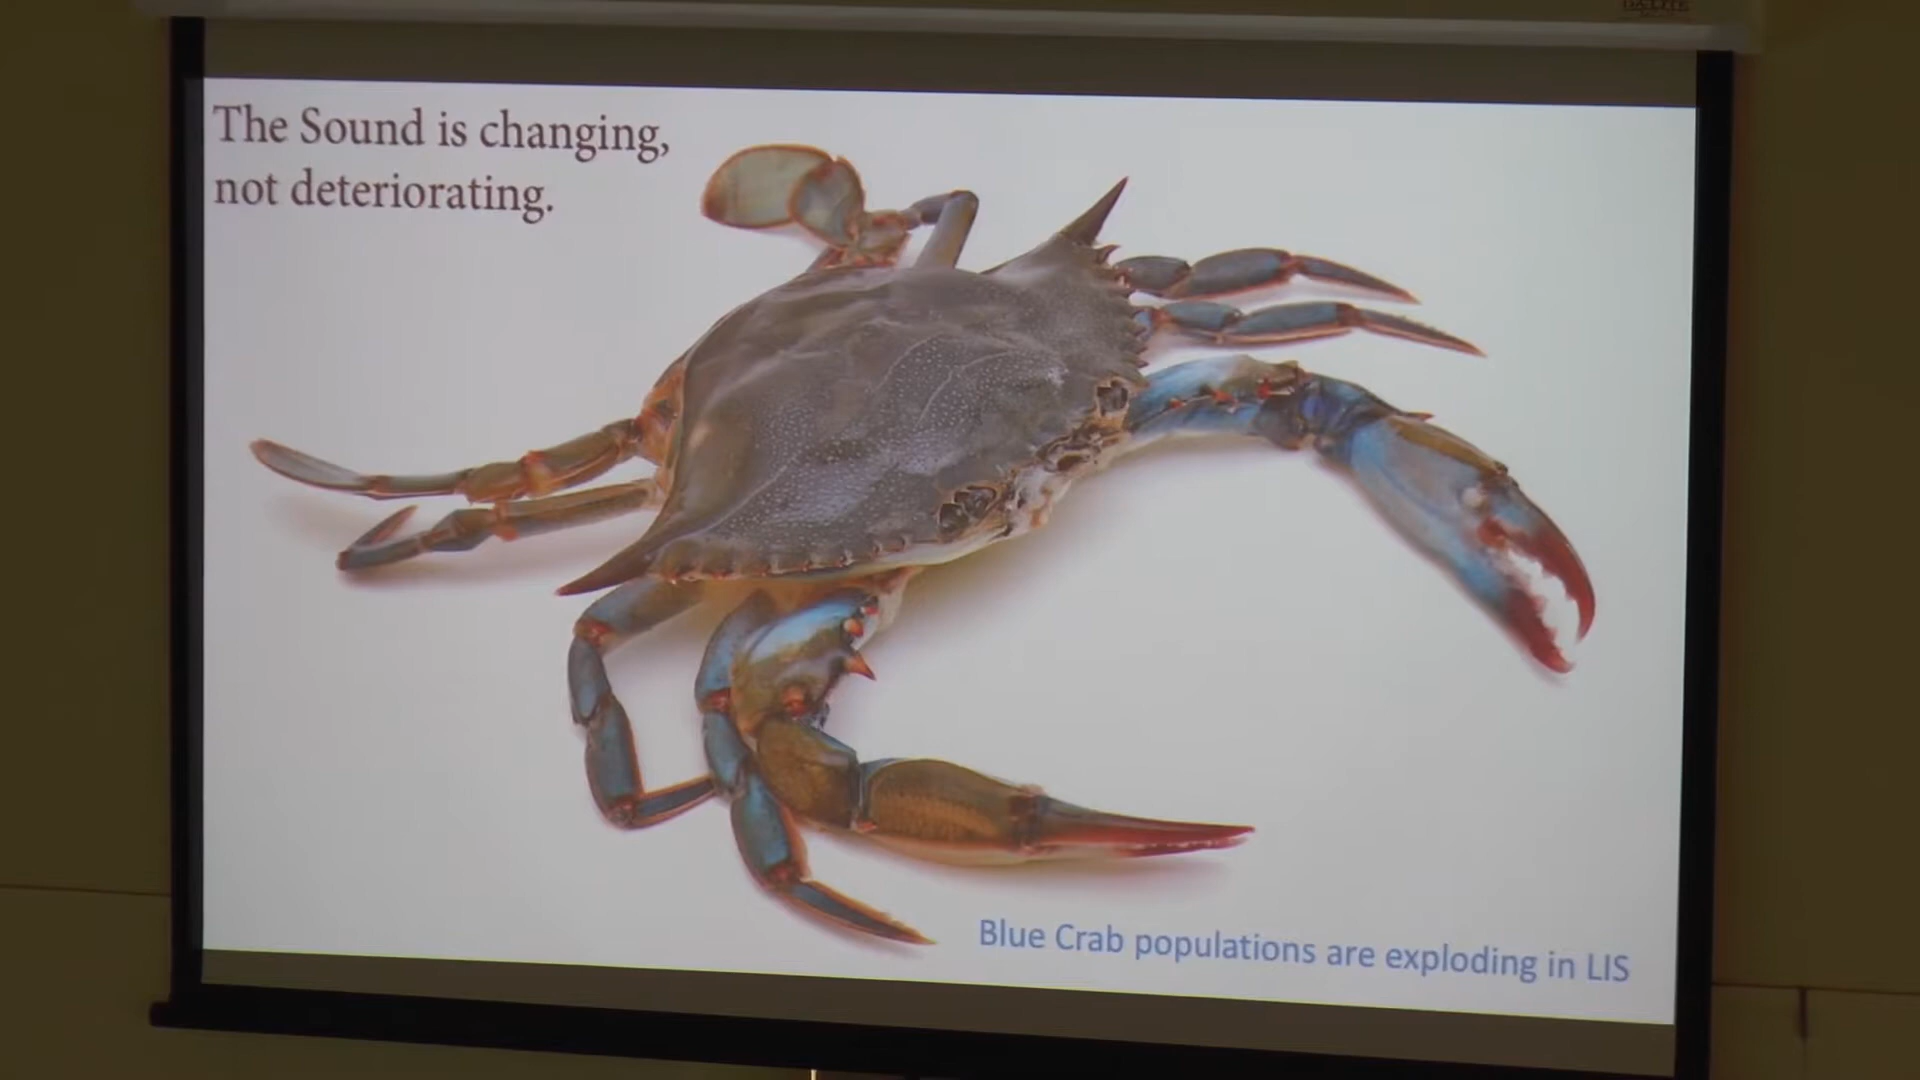 The Sound is changing,
not deteriorating.
Blue Crab populations are exploding in LIS